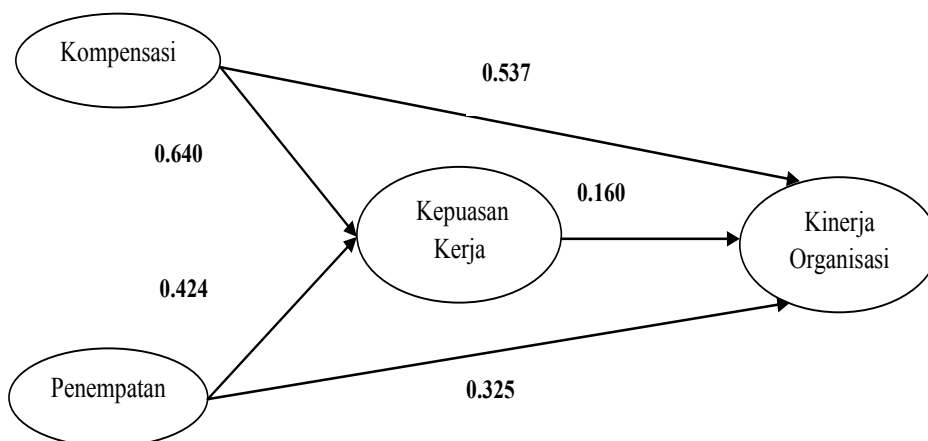 Kompensasi
0.537
0.640
Kepuasan
Kerja
0.160
Kinerja
Organisasi
0.424
Penempatan
0.325